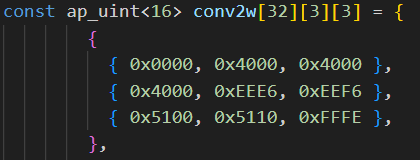 const ap_uint<16> conv2w[32][3][3] = {
{
{ 0x0000, 0x4000, 0x4000 },
{ 0x4000, 0xEEE6, 0xEEF6 },
{ 0x5100, 0x5110, 0xFFFE },
},